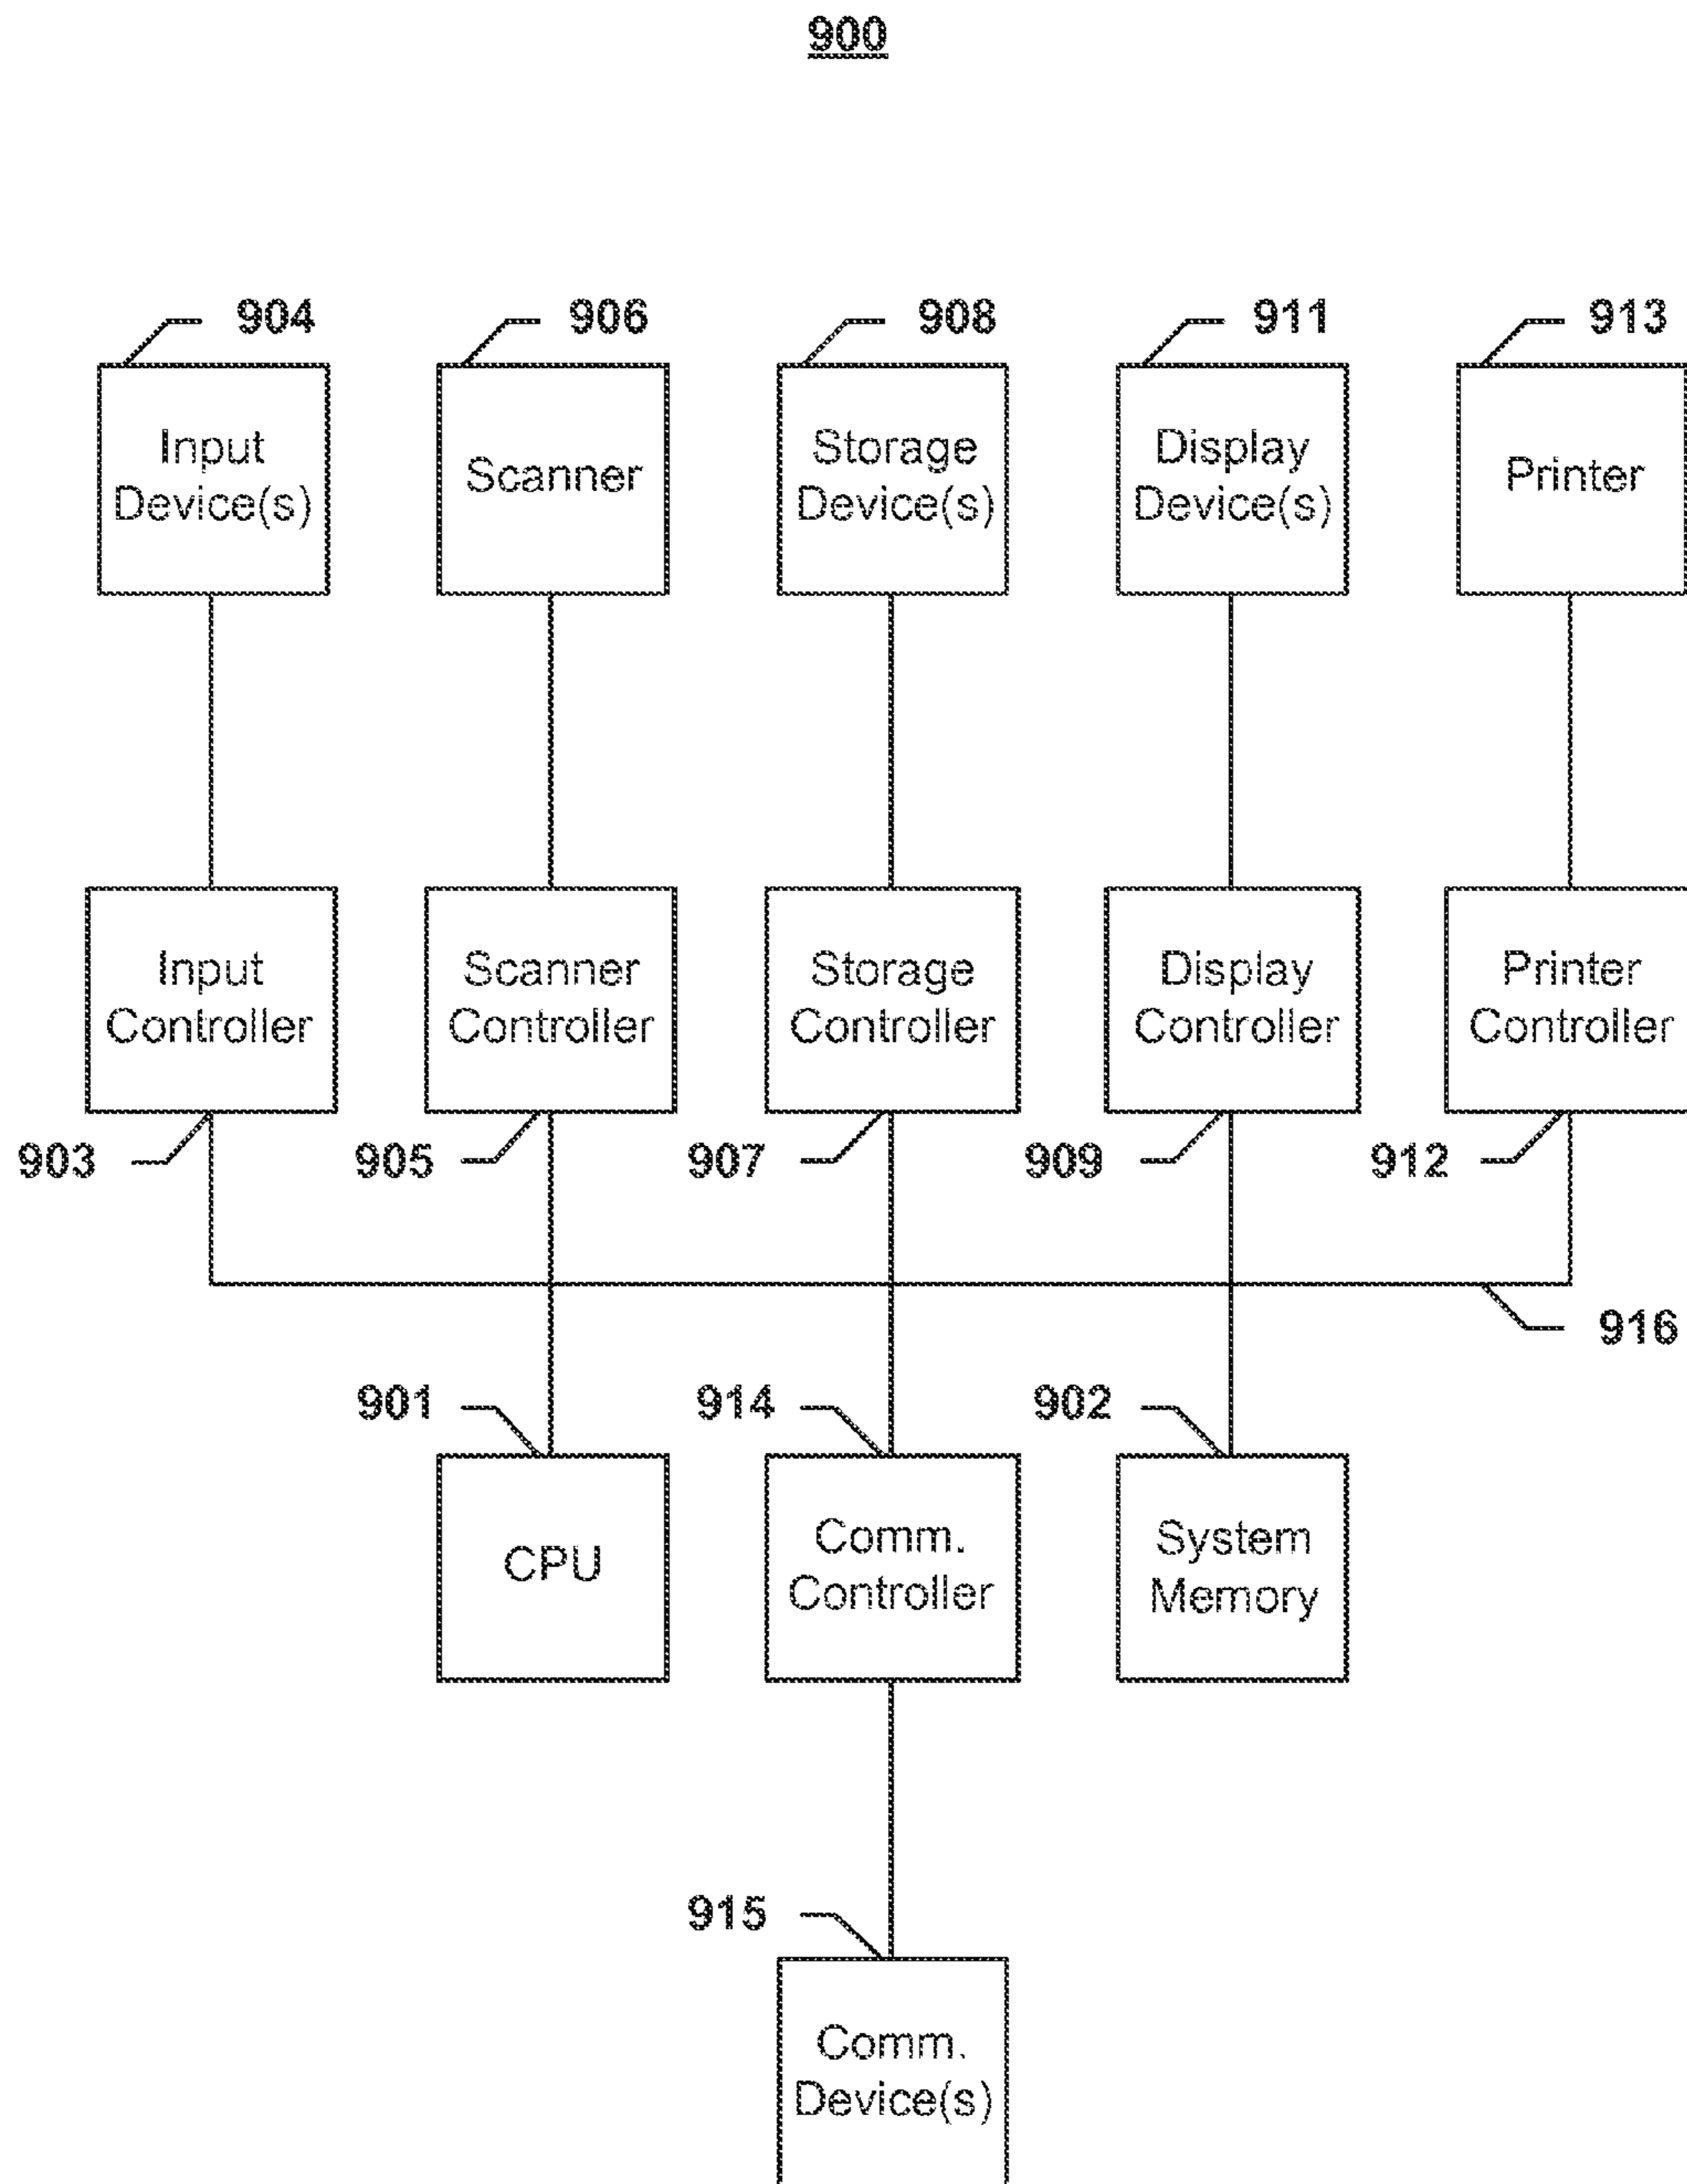 900
904
906
908
911
913
Input
Device(s)
Scanner
Storage
Device(s)
Display
Device(s)
Printer
Input
Controller
Scanner
Controller
Storage
Controller
Display
Controller
Printer
Controller
903
905
907
909
912
916
901
914
902
CPU
Comm.
Controller
System
Memory
915
Comm.
Device(s)